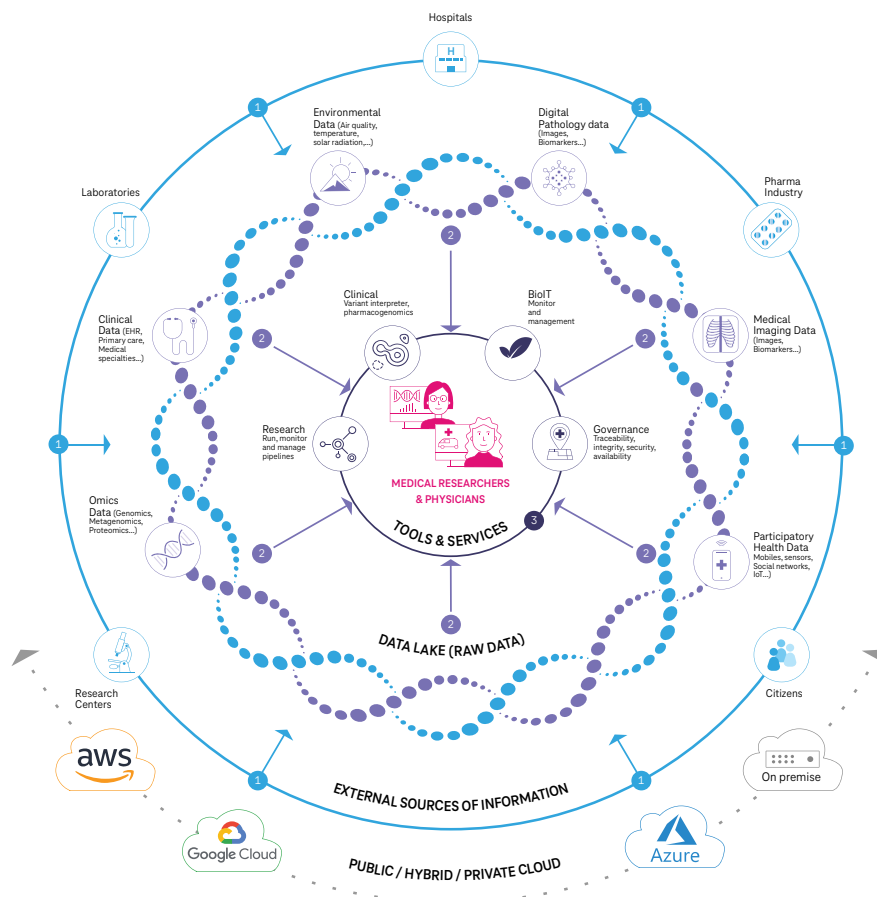 Hospitals
H
1
1
Environmental
Data (Air quality,
temperature,
solar radiation,...)
Digital
Pathology data
(Images,
Biomarkers...)
Laboratories
Pharma
Industry
2
Clinical
Variant interpreter,
pharmacogenomics
BioIT
Monitor
and
management
Clinical
Data (EHR,
Primary care,
Medical
specialties...)
2
2
Medical
Imaging Data
(Images,
Biomarkers...)
Research
Run, monitor
and manage
pipelines
Governance
Traceability,
integrity, security,
availability
1
1
MEDICAL RESEARCHERS
& PHYSICIANS
Omics
Data (Genomics,
Metagenomics,
Proteomics...)
TOOLS & SERVICES
3
2
2
Participatory
Health Data
Mobiles, sensors,
Social networks,
IoT...)
2
DATA LAKE (RAW DATA)
Research
Centers
Citizens
aws
On premise
1
1
EXTERNAL SOURCES OF INFORMATION
Google Cloud
Azure
PUBLIC / HYBRID / PRIVATE CLOUD